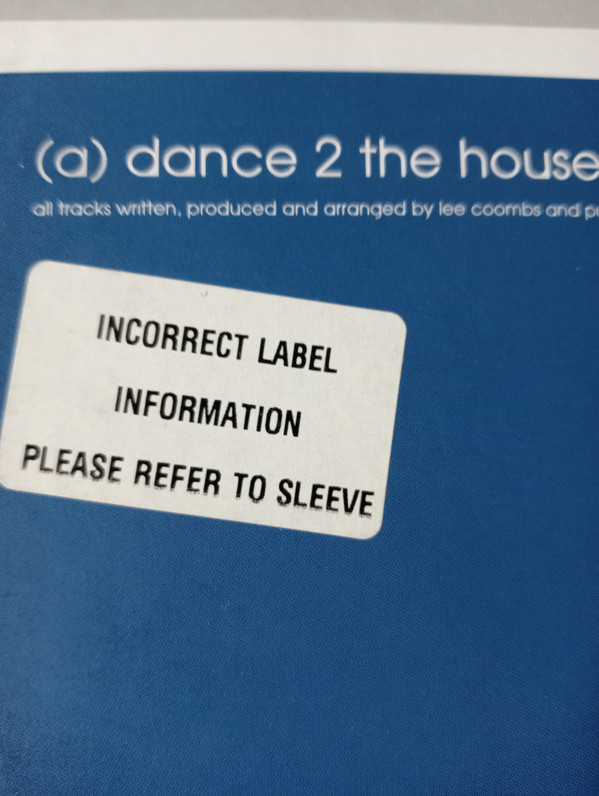 (a) dance 2 the house
all tracks written, produced and arranged by lee coombs and
INCORRECT LABEL
INFORMATION
PLEASE REFER TO SLEEVE